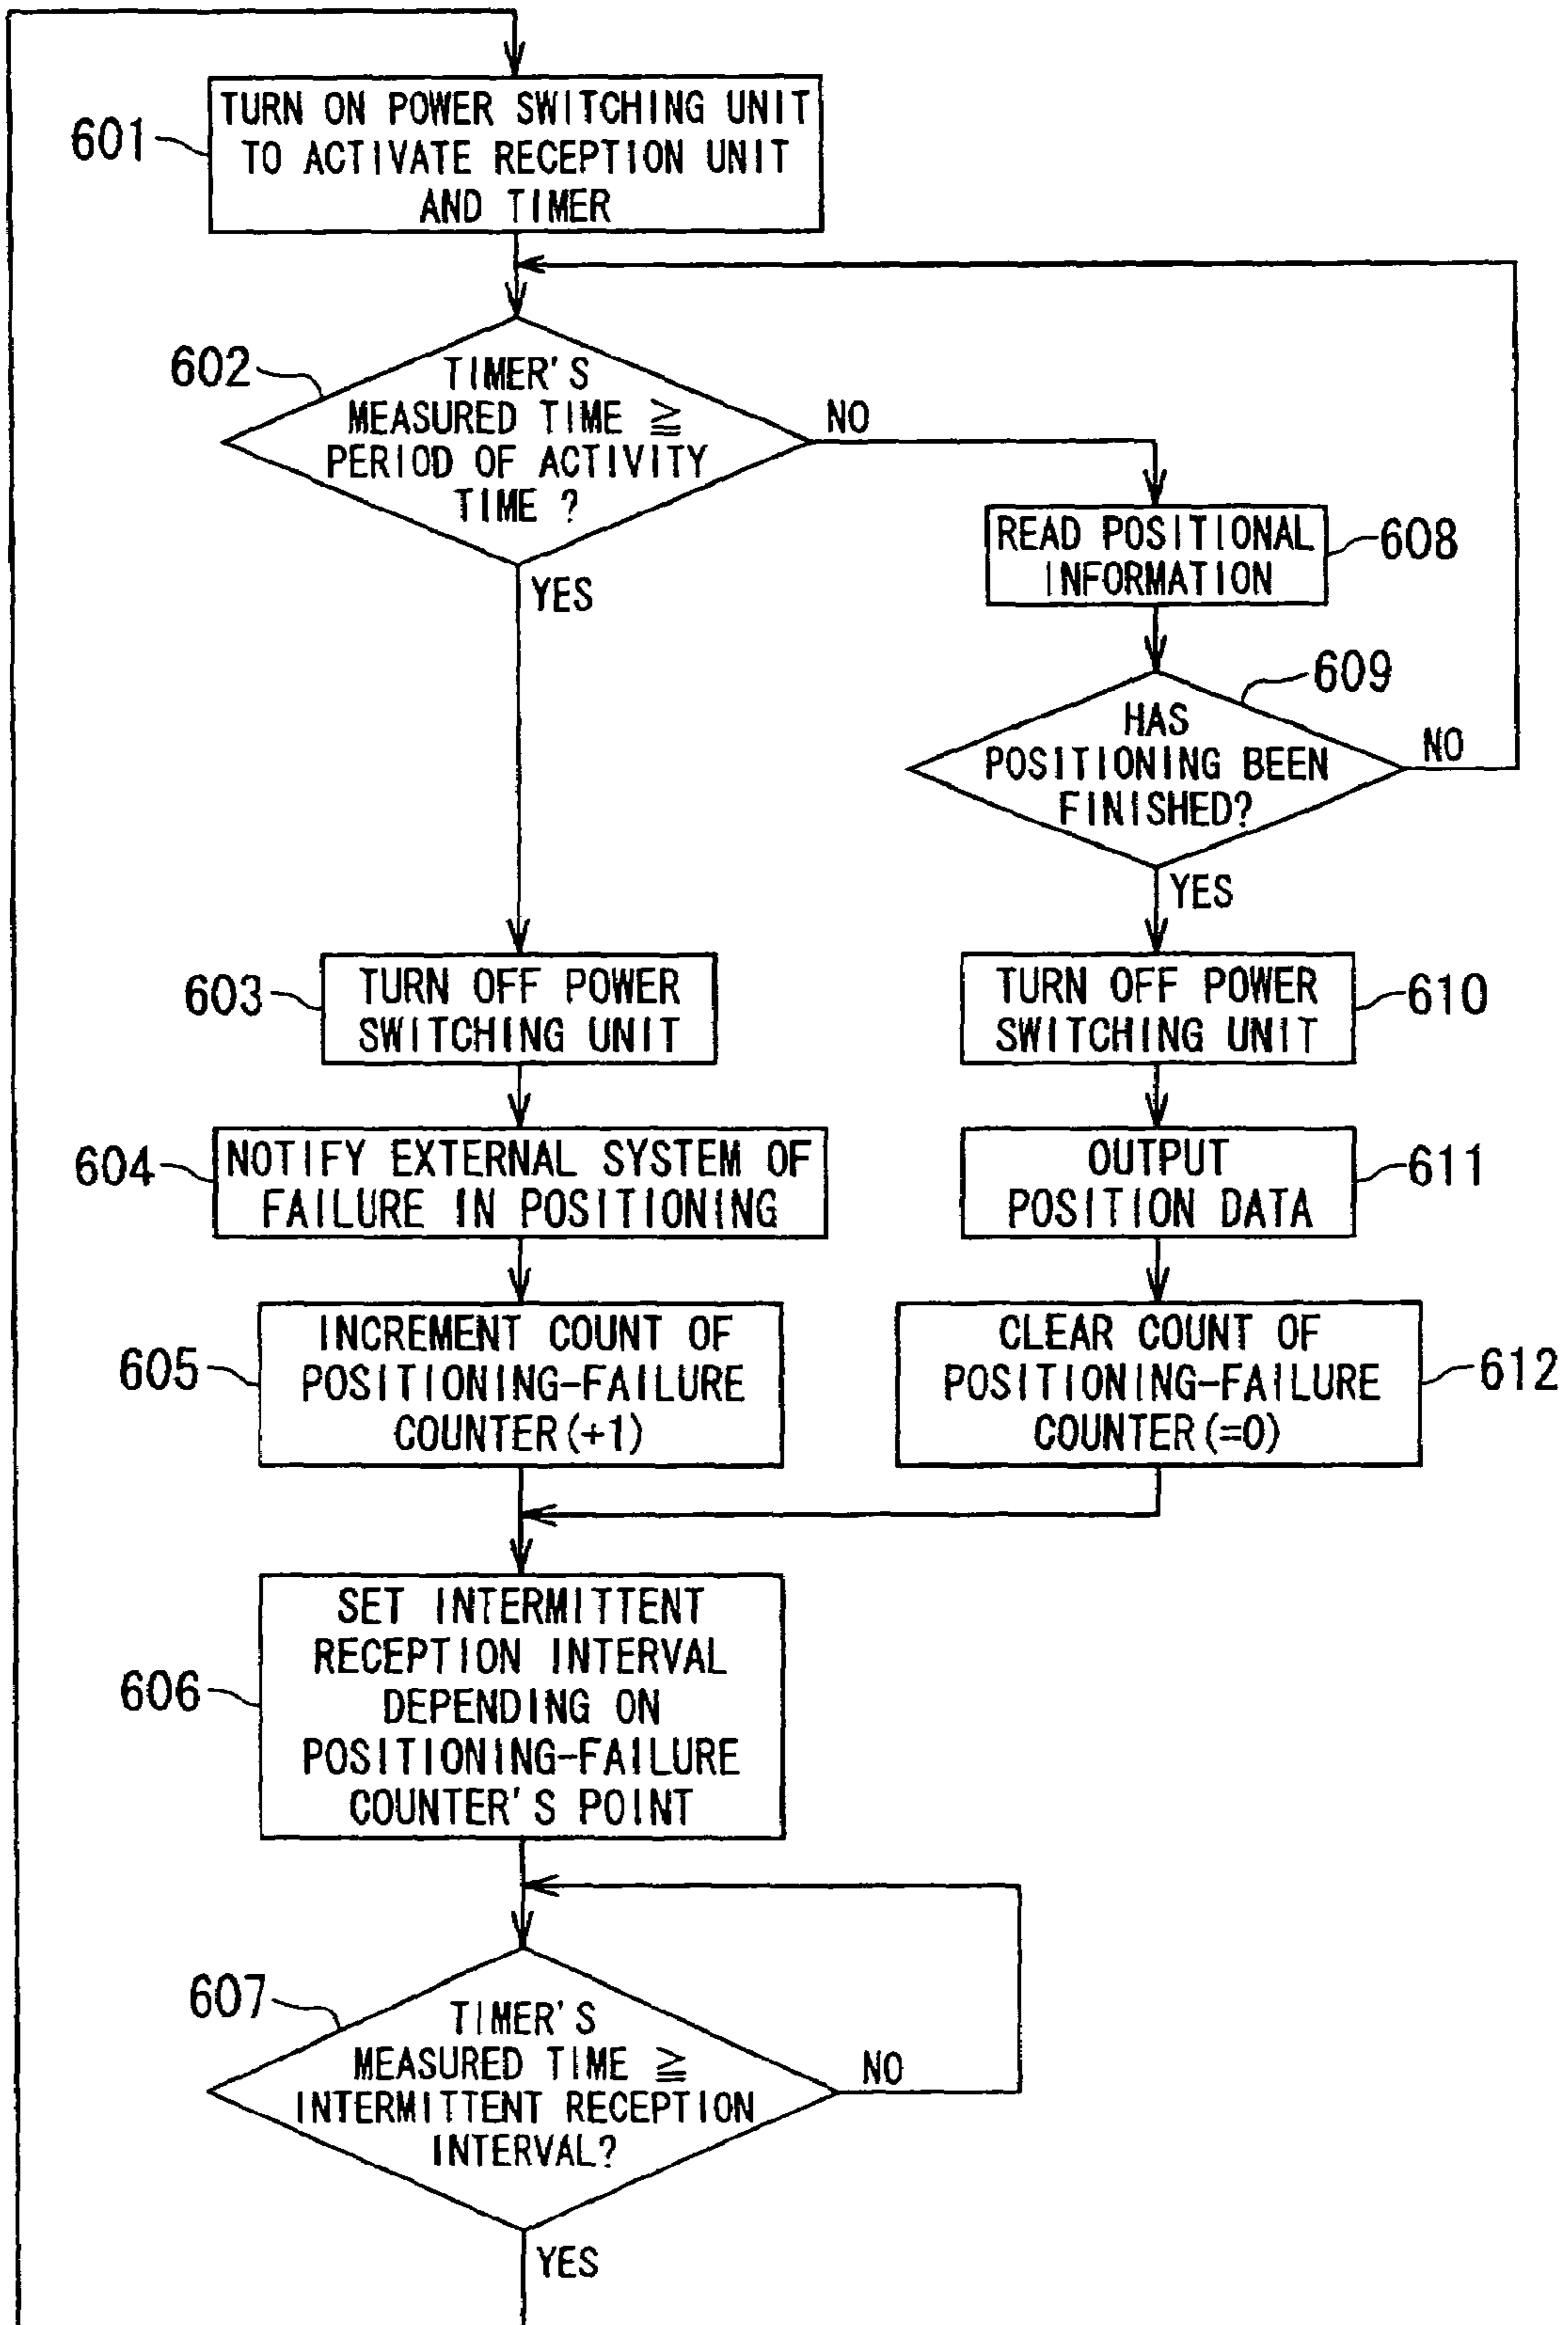 601
TURN ON POWER SWITCHING UNIT
TO ACTIVATE RECEPTION UNIT
AND TIMER
602
TIMER'S
MEASURED TIME ≧
PERIOD OF ACTIVITY
TIME ?
NO
YES
READ POSITIONAL
INFORMATION
608
609
HAS
POSITIONING BEEN
FINISHED?
NO
YES
603
TURN OFF POWER
SWITCHING UNIT
TURN OFF POWER
SWITCHING UNIT
610
604
NOTIFY EXTERNAL SYSTEM OF
FAILURE IN POSITIONING
OUTPUT
POSITION DATA
611
605
INCREMENT COUNT OF
POSITIONING-FAILURE
COUNTER(+1)
CLEAR COUNT OF
POSITIONING-FAILURE
COUNTER(=0)
612
606
SET INTERMITTENT
RECEPTION INTERVAL
DEPENDING ON
POSITIONING-FAILURE
COUNTER'S POINT
607
TIMER'S
MEASURED TIME ≧
INTERMITTENT RECEPTION
INTERVAL?
NO
YES